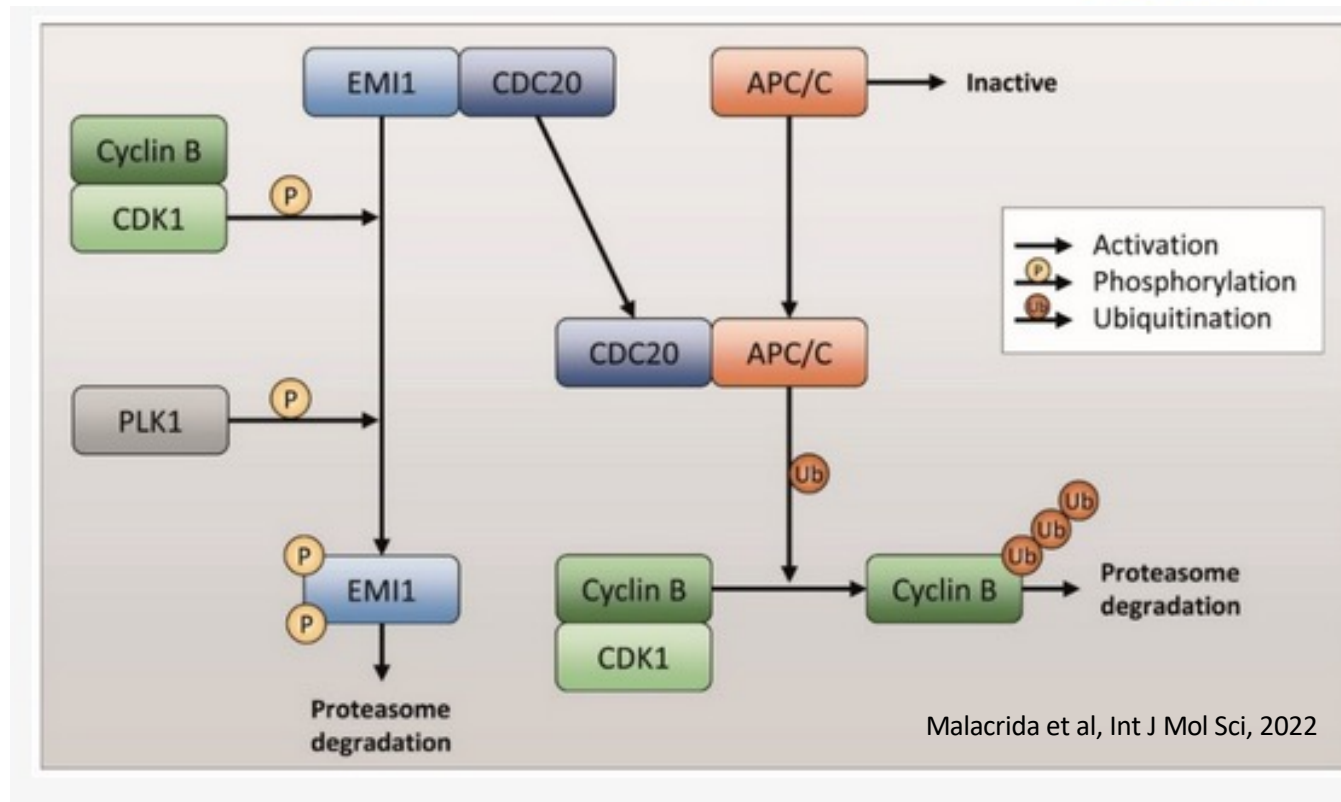 EMI1
CDC20
APC/C
Inactive
Cyclin B
P
CDK1
Activation
P
Phosphorylation
Ub
Ubiquitination
CDC20
APC/C
P
PLK1
Ub
Ub
Ub
Ub
P
EMI1
P
Cyclin B
CDK1
Cyclin B
Proteasome
degradation
Proteasome
degradation
Malacrida et al, Int J Mol Sci, 2022